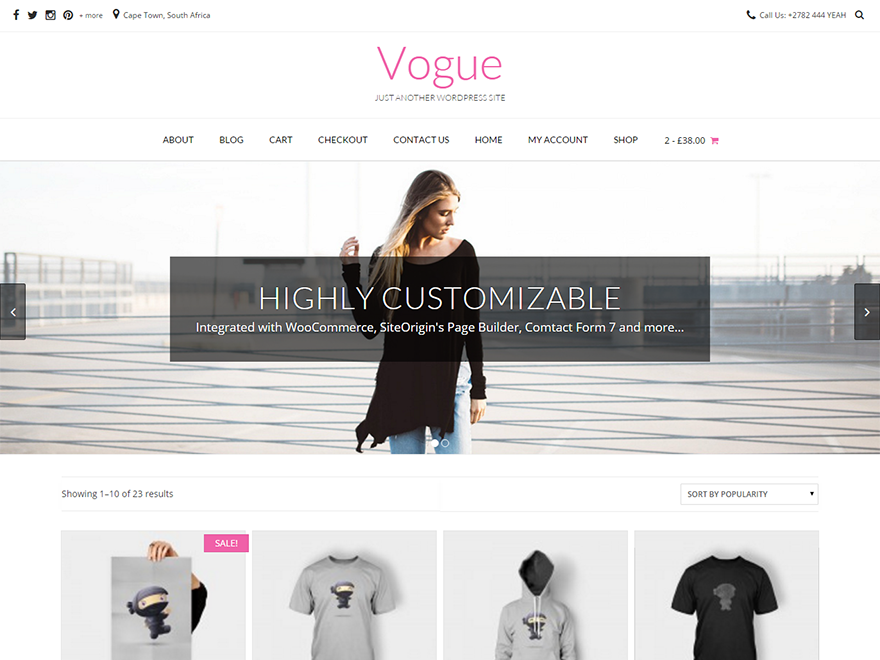 + more
Cape Town, South Africa
Call Us: +2782 444 YEAH
Vogue
JUST ANOTHER WORDPRESS SITE
ABOUT BLOG CART CHECKOUT CONTACT US HOME MY ACCOUNT SHOP 2 - £38.00
HIGHLY CUSTOMIZABLE
Integrated with WooCommerce, SiteOrigin's Page Builder, Comtact Form 7 and more...
Showing 1–10 of 23 results
SORT BY POPULARITY
SALE!